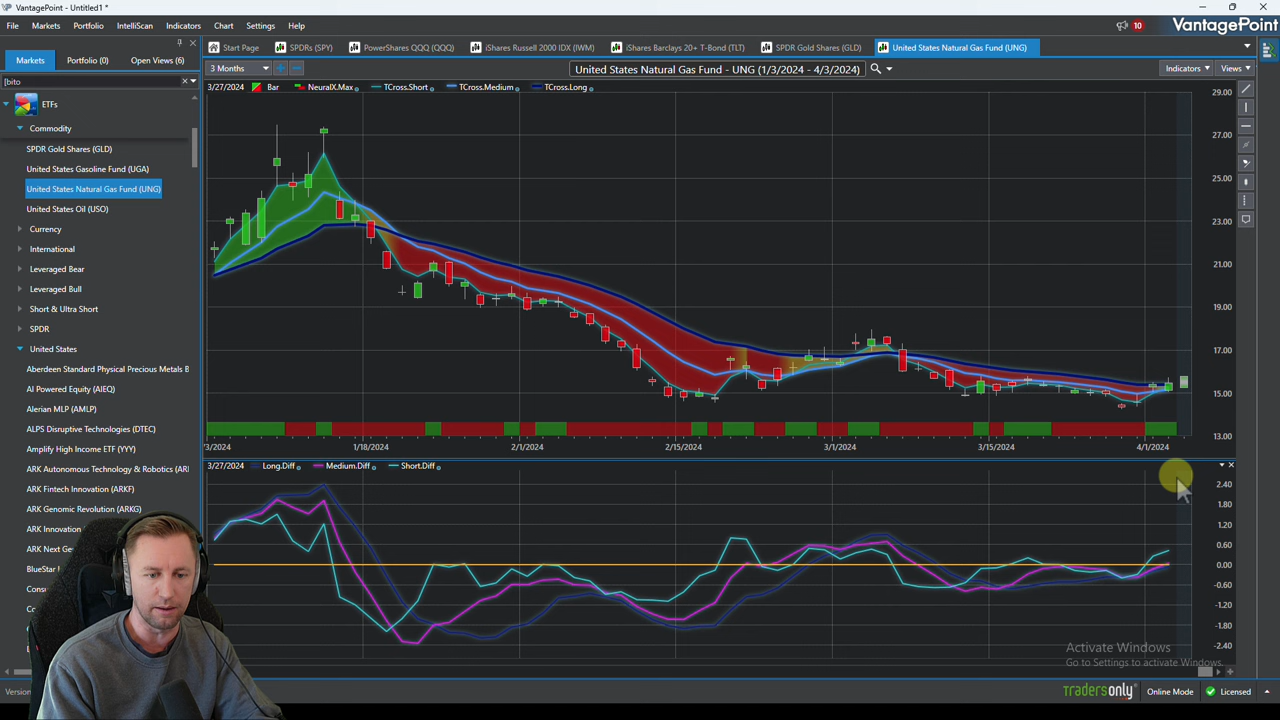 VantagePoint - Untitled1 *
File Markets Portfolio IntelliScan Indicators Chart Settings Help
10 VantagePoint
Markets Portfolio (0) Open Views (6)
Start Page SPDRs (SPY) PowerShares QQQ (QQQ) iShares Russell 2000 IDX (IWM) iShares Barclays 20+ T-Bond (TLT) SPDR Gold Shares (GLD) United States Natural Gas Fund (UNG)
3 Months United States Natural Gas Fund - UNG (1/3/2024 - 4/3/2024) Indicators Views
[bito
3/27/2024 Bar NeuralX.Max TCross.Short TCross.Medium TCross.Long
ETFs
Commodity
SPDR Gold Shares (GLD)
United States Gasoline Fund (UGA)
United States Natural Gas Fund (UNG)
United States Oil (USO)
Currency
International
Leveraged Bear
Leveraged Bull
Short & Ultra Short
SPDR
United States
Aberdeen Standard Physical Precious Metals B
AI Powered Equity (AIEQ)
Alerian MLP (AMLP)
ALPS Disruptive Technologies (DTEC)
Amplify High Income ETF (YYY)
ARK Autonomous Technology & Robotics (ARI
ARK Fintech Innovation (ARKF)
ARK Genomic Revolution (ARKG)
ARK Innovation
ARK Next Ge
BlueStar
29.00
27.00
25.00
23.00
21.00
19.00
17.00
15.00
13.00
/3/2024 1/18/2024 2/1/2024 2/15/2024 3/1/2024 3/15/2024 4/1/2024
3/27/2024 Long.Diff Medium.Diff Short.Diff
2.40
1.80
1.20
0.60
0.00
-0.60
-1.20
-1.80
-2.40
Activate Windows
Go to Settings to activate Windows.
Version
tradersonly Online Mode Licensed